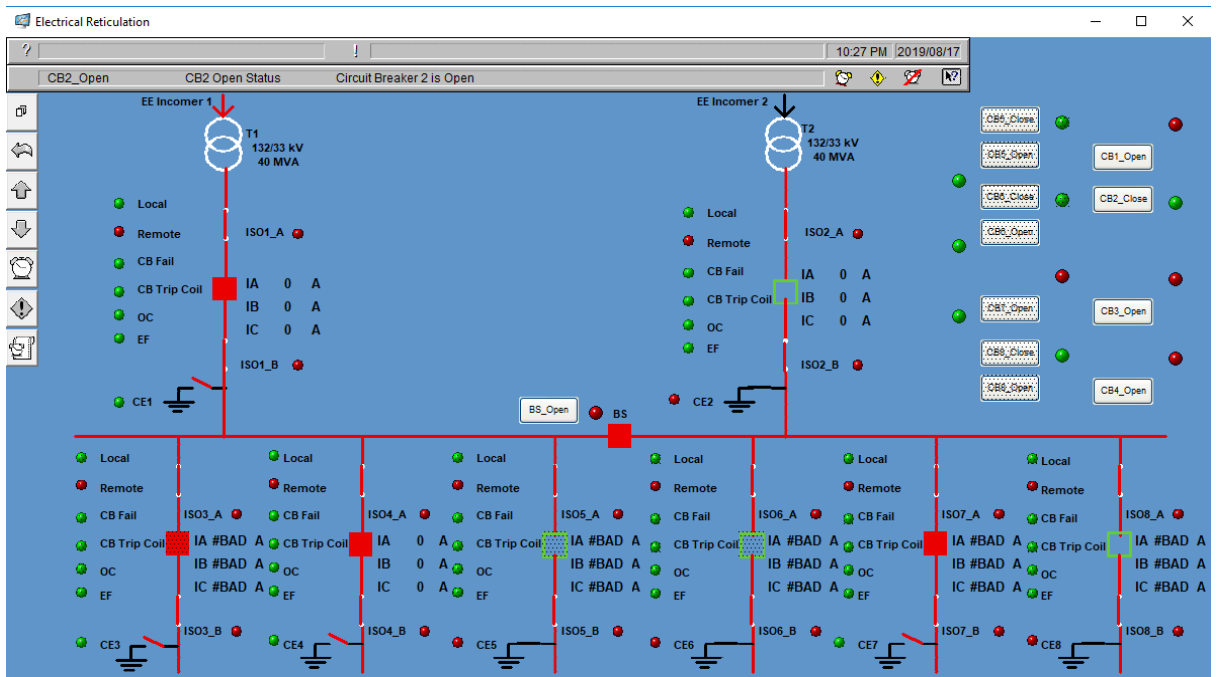 Electrical Reticulation
? ! 10:27 PM 2019/08/17
CB2_Open CB2 Open Status Circuit Breaker 2 is Open
EE Incomer 1
T1
132/33 kV
40 MVA
Local
Remote
CB Fail
CB Trip Coil
OC
EF
ISO1_A
IA 0 A
IB 0 A
IC 0 A
ISO1_B
CE1
EE Incomer 2
T2
132/33 kV
40 MVA
Local
Remote
CB Fail
CB Trip Coil
OC
EF
ISO2_A
IA 0 A
IB 0 A
IC 0 A
ISO2_B
CE2
BS_Open
BS
CB5_Close
CB5_Open
CB1_Open
CB6_Close
CB2_Close
CB6_Open
CB7_Open
CB3_Open
CB8_Close
CB4_Open
Local
Remote
CB Fail
CB Trip Coil
OC
EF
ISO3_A
IA #BAD A
IB #BAD A
IC #BAD A
ISO3_B
CE3
Local
Remote
CB Fail
CB Trip Coil
OC
EF
ISO4_A
IA 0 A
IB A
IC 0 A
ISO4_B
CE4
Local
Remote
CB Fail
CB Trip Coil
OC
EF
ISO5_A
IA #BAD A
IB #BAD A
IC #BAD A
ISO5_B
CE5
Local
Remote
CB Fail
CB Trip Coil
OC
EF
ISO6_A
IA #BAD A
IB #BAD A
IC #BAD A
ISO6_B
CE6
Local
Remote
CB Fail
CB Trip Coil
OC
EF
ISO7_A
IA #BAD A
IB #BAD A
IC #BAD A
ISO7_B
CE7
Local
Remote
CB Fail
CB Trip Coil
OC
EF
ISO8_A
IA #BAD A
IB #BAD A
IC #BAD A
ISO8_B
CE8